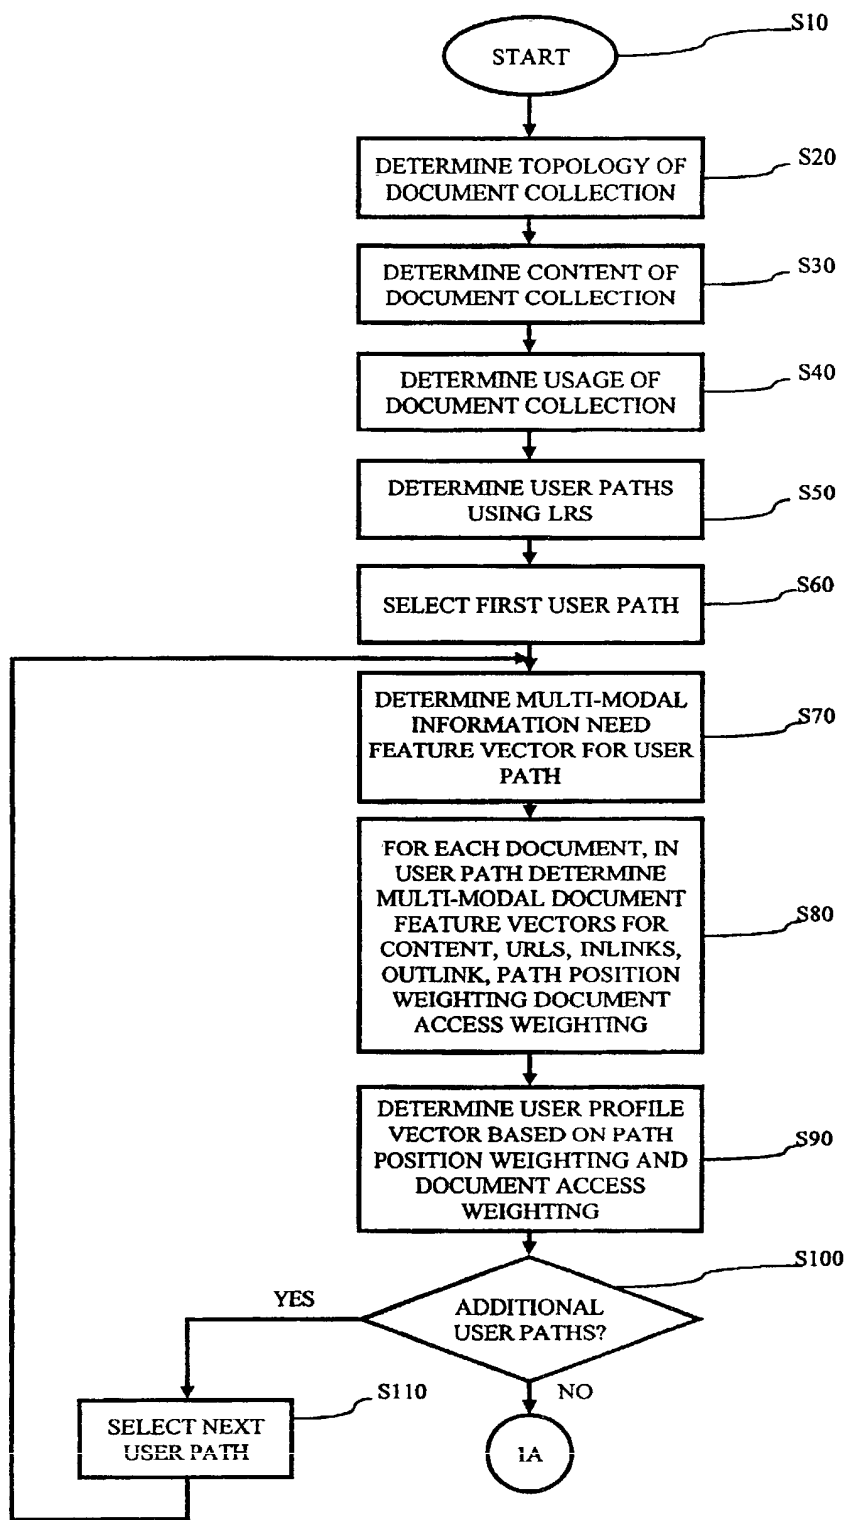 S10
START
S20
DETERMINE TOPOLOGY OF
DOCUMENT COLLECTION
S30
DETERMINE CONTENT OF
DOCUMENT COLLECTION
S40
DETERMINE USAGE OF
DOCUMENT COLLECTION
S50
DETERMINE USER PATHS
USING LRS
S60
SELECT FIRST USER PATH
S70
DETERMINE MULTI-MODAL
INFORMATION NEED
FEATURE VECTOR FOR USER
PATH
S80
FOR EACH DOCUMENT, IN
USER PATH DETERMINE
MULTI-MODAL DOCUMENT
FEATURE VECTORS FOR
CONTENT, URLS, INLINKS,
OUTLINK, PATH POSITION
WEIGHTING DOCUMENT
ACCESS WEIGHTING
S90
DETERMINE USER PROFILE
VECTOR BASED ON PATH
POSITION WEIGHTING AND
DOCUMENT ACCESS
WEIGHTING
S100
YES
ADDITIONAL
USER PATHS?
S110
NO
SELECT NEXT
USER PATH
1A